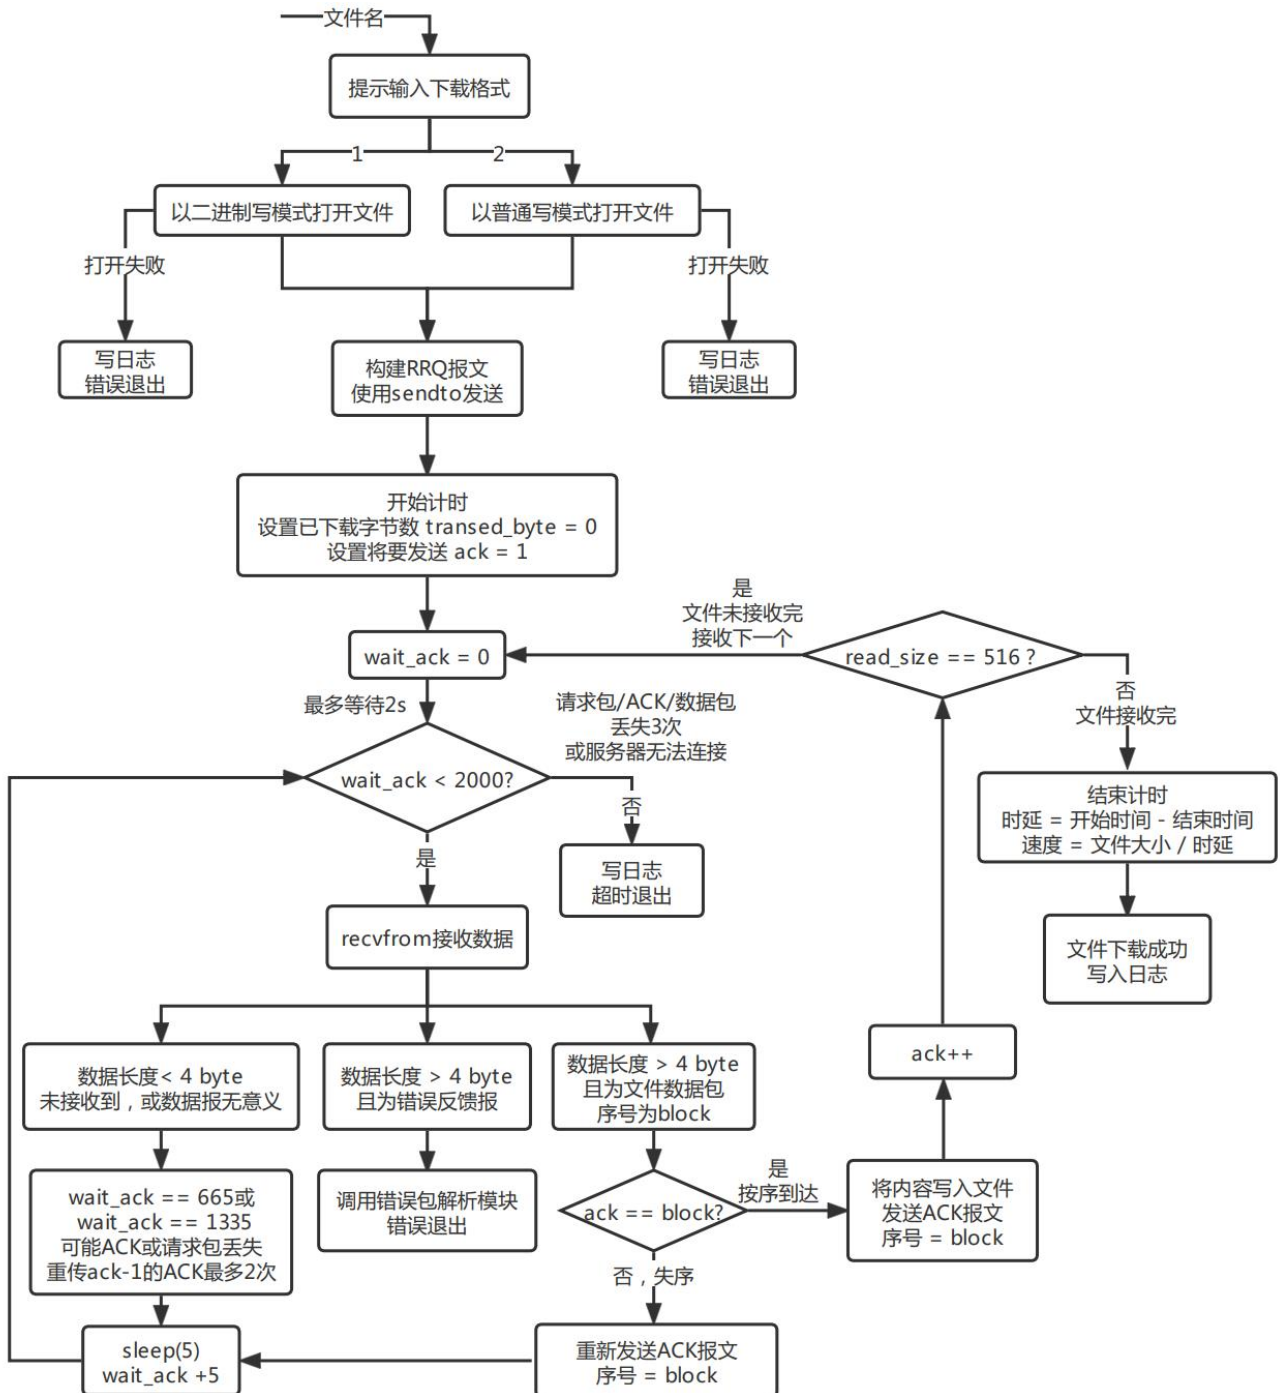 文件名
提示输入下载格式
1
2
以二进制写模式打开文件
以普通写模式打开文件
打开失败
打开失败
写日志
错误退出
构建RRQ报文
使用sendto发送
写日志
错误退出
开始计时
设置已下载字节数 transed_byte = 0
设置将要发送 ack = 1
wait_ack = 0
是
文件未接收完
接收下一个
read_size == 516 ?
最多等待2s
请求包/ACK/数据包
丢失3次
或服务器无法连接
否
文件接收完
wait_ack < 2000?
否
结束计时
时延 = 开始时间 - 结束时间
速度 = 文件大小 / 时延
是
写日志
超时退出
recvfrom接收数据
文件下载成功
写入日志
数据长度< 4 byte
未接收到，或数据报无意义
数据长度 > 4 byte
且为错误反馈报
数据长度 > 4 byte
且为文件数据包
序号为block
ack++
wait_ack == 665或
wait_ack == 1335
可能ACK或请求包丢失
重传ack-1的ACK最多2次
调用错误包解析模块
错误退出
ack == block?
是
按序到达
将内容写入文件
发送ACK报文
序号 = block
否，失序
sleep(5)
wait_ack +5
重新发送ACK报文
序号 = block